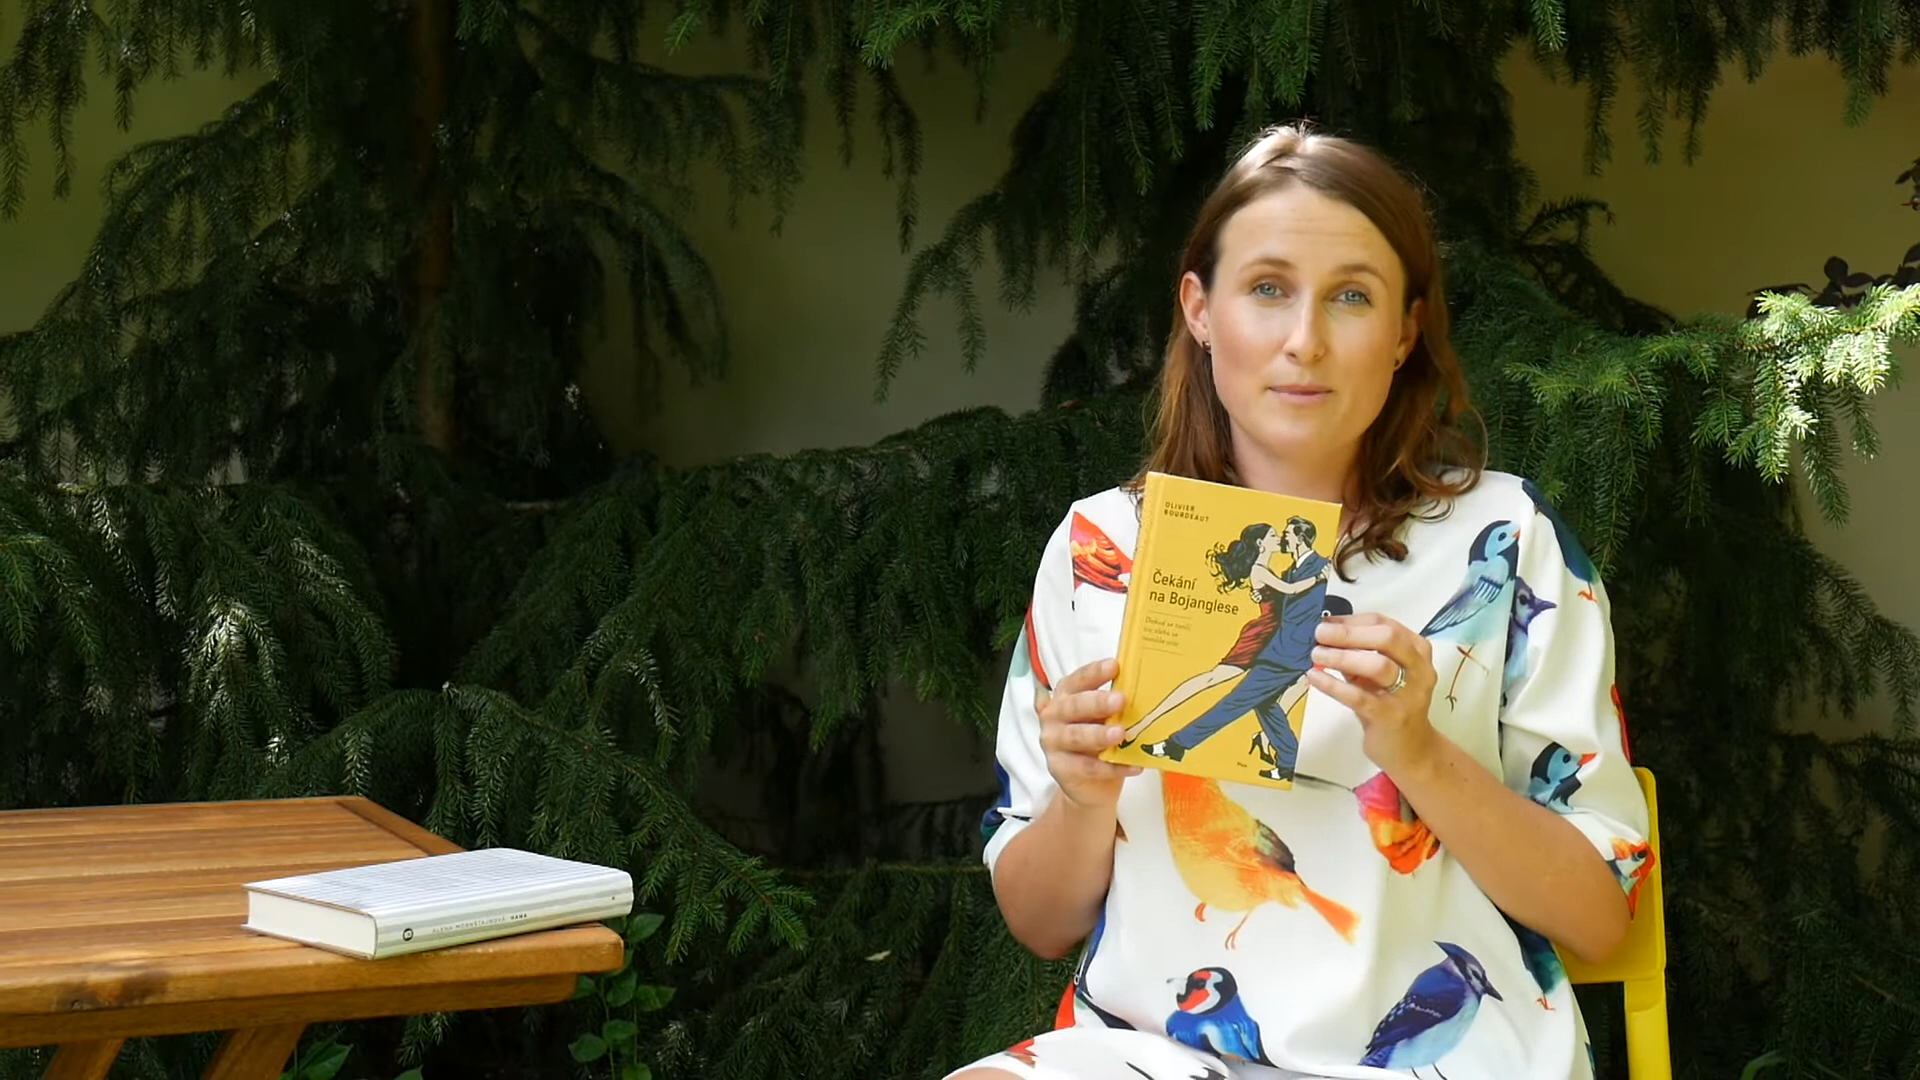 OLIVIER
BOURDEAUT
Čekání
na Bojanglese
ALENA MORNŠTAJNOVÁ: HANA